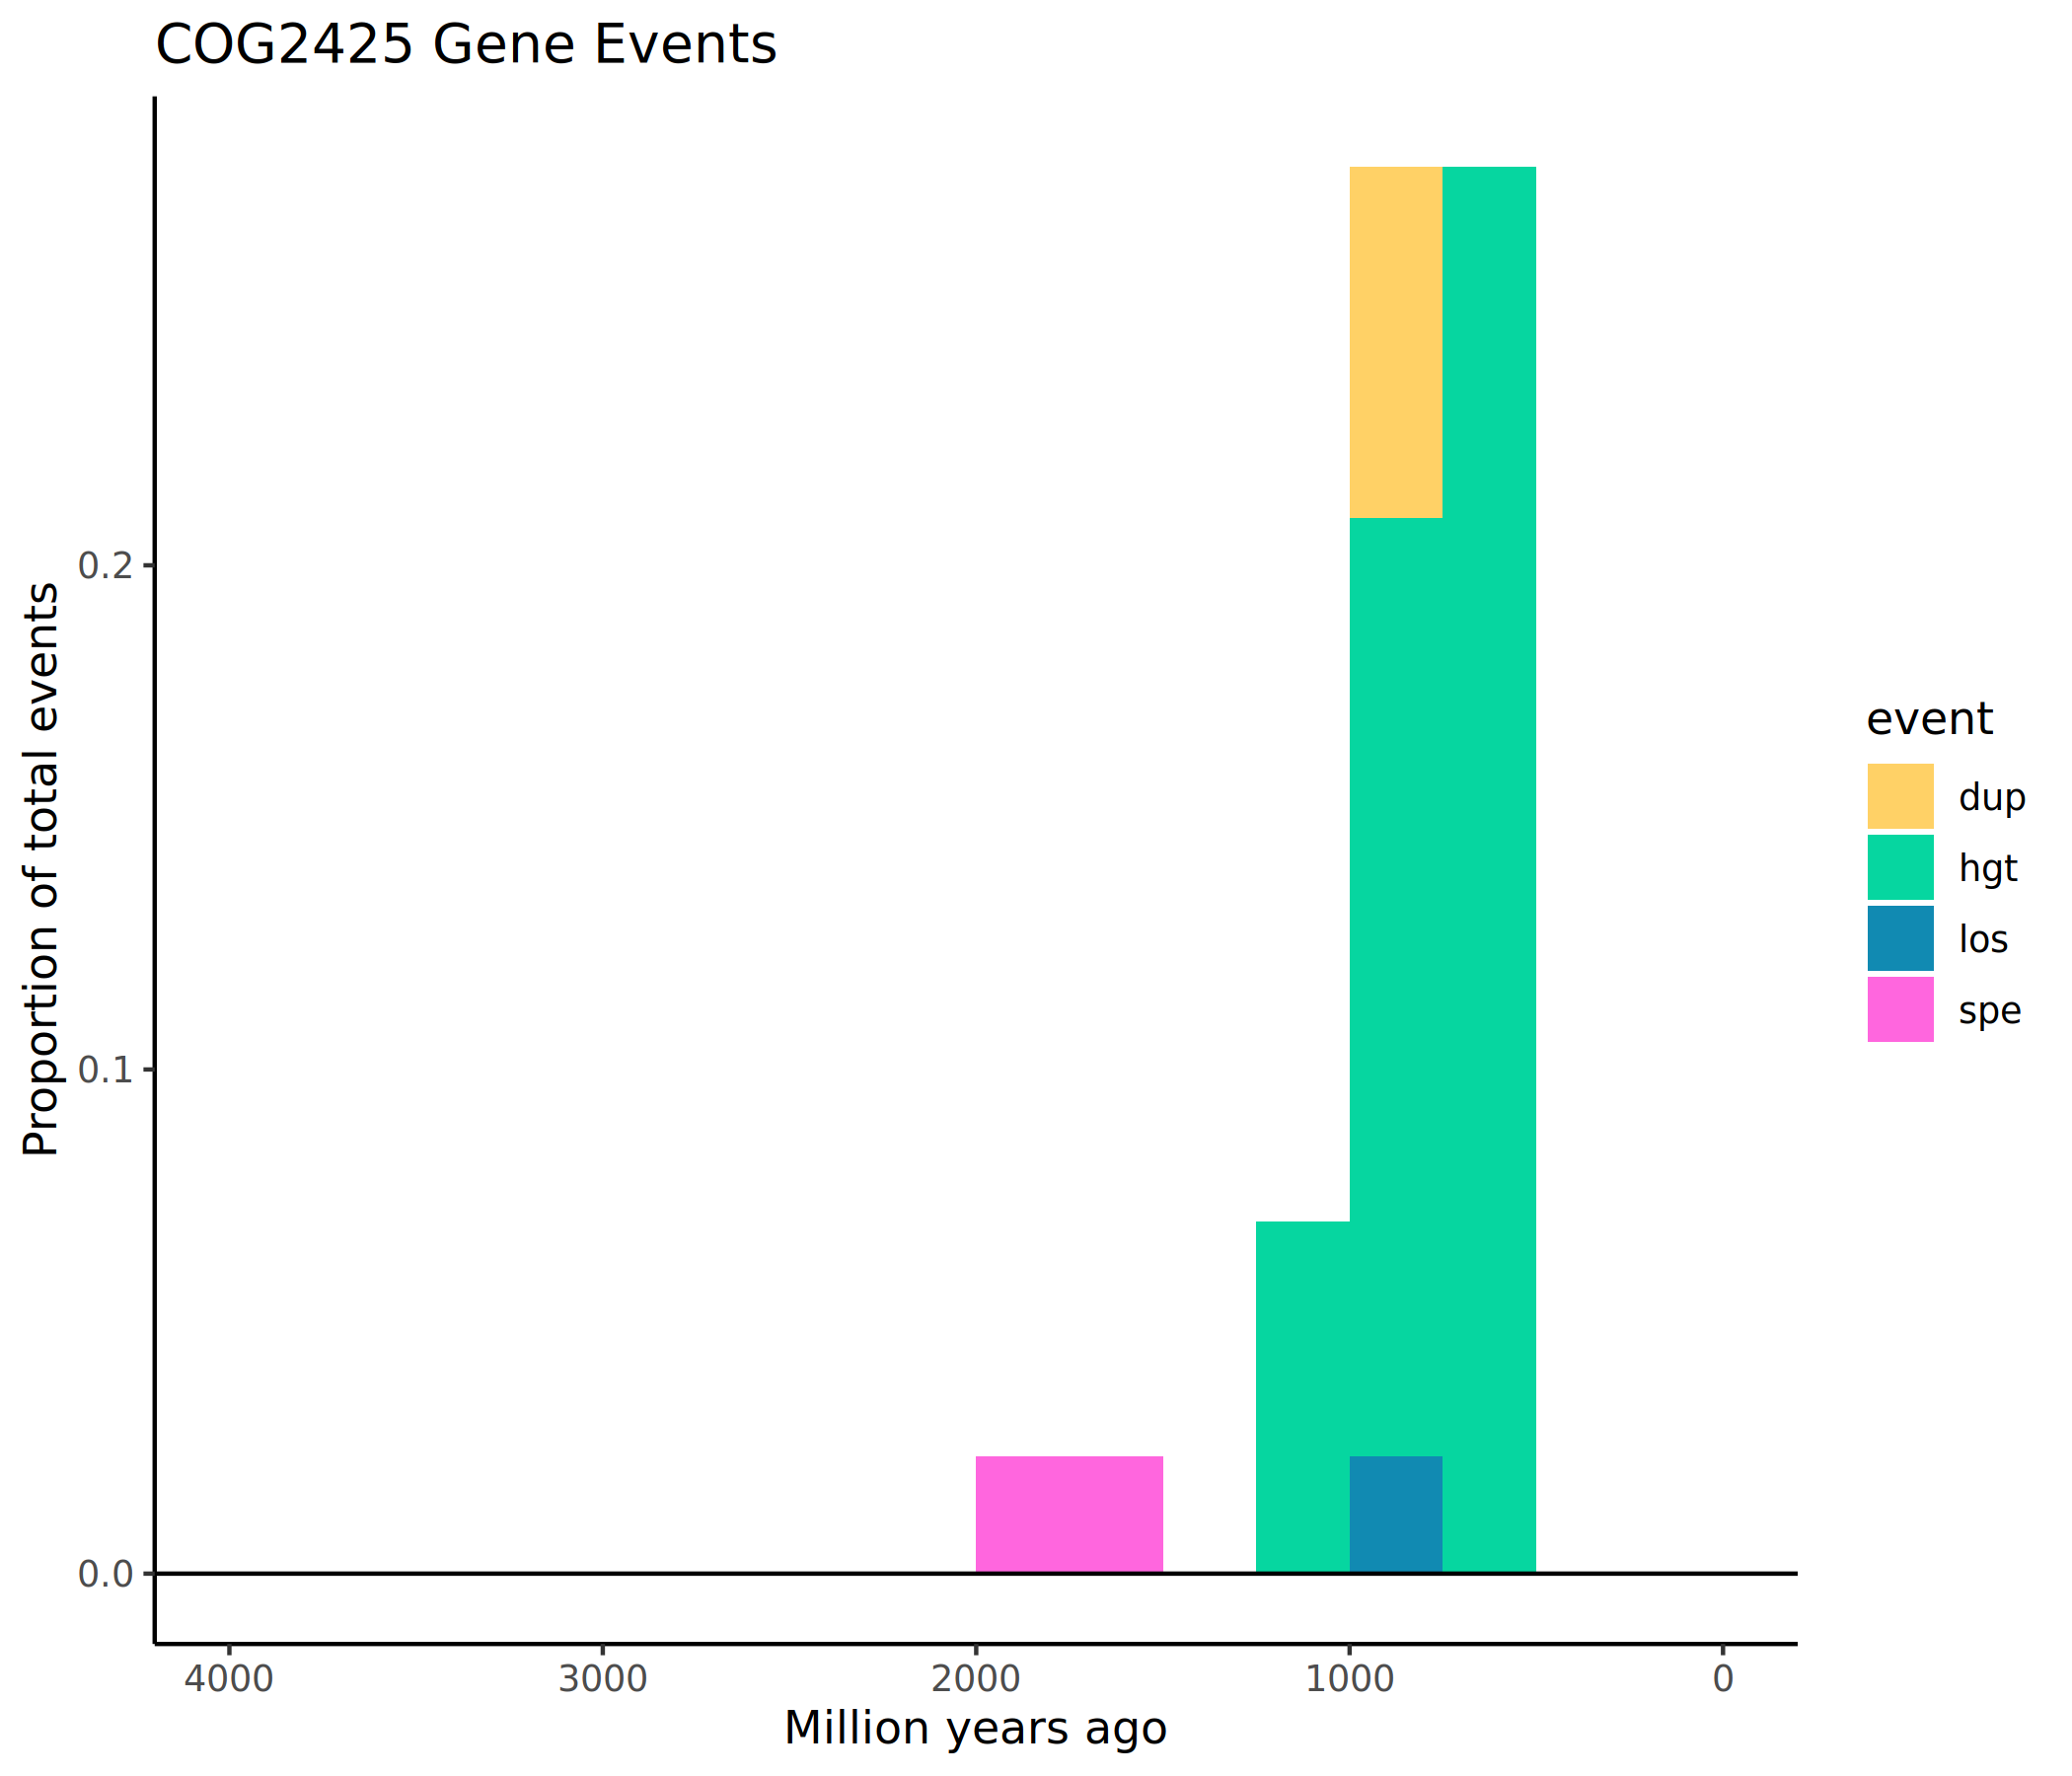 COG2425 Gene Events
Proportion of total events
0.2
0.1
0.0
4000 3000 2000 1000 0
Million years ago
event
dup
hgt
los
spe